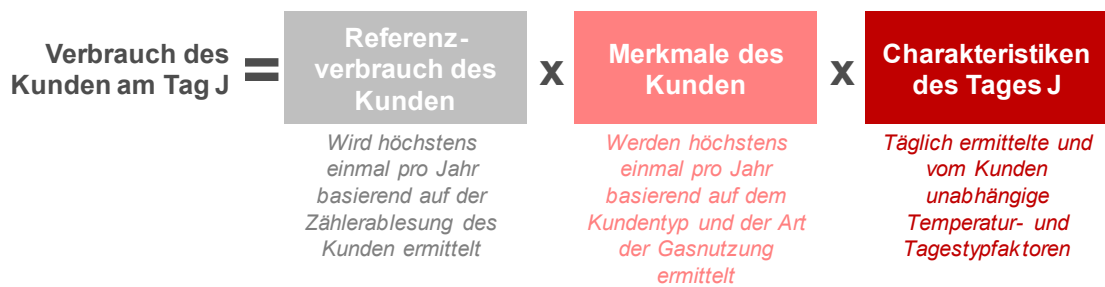 Verbrauch des
Kunden am Tag J
=
Referenz-
verbrauch des
Kunden
x
Merkmale des
Kunden
x
Charakteristiken
des Tages J
Wird höchstens
einmal pro Jahr
basierend auf der
Zählerablesung des
Kunden ermittelt
Werden höchstens
einmal pro Jahr
basierend auf dem
Kundentyp und der Art
der Gasnutzung
ermittelt
Täglich ermittelte und
vom Kunden
unabhängige
Temperatur- und
Tagestypfaktoren